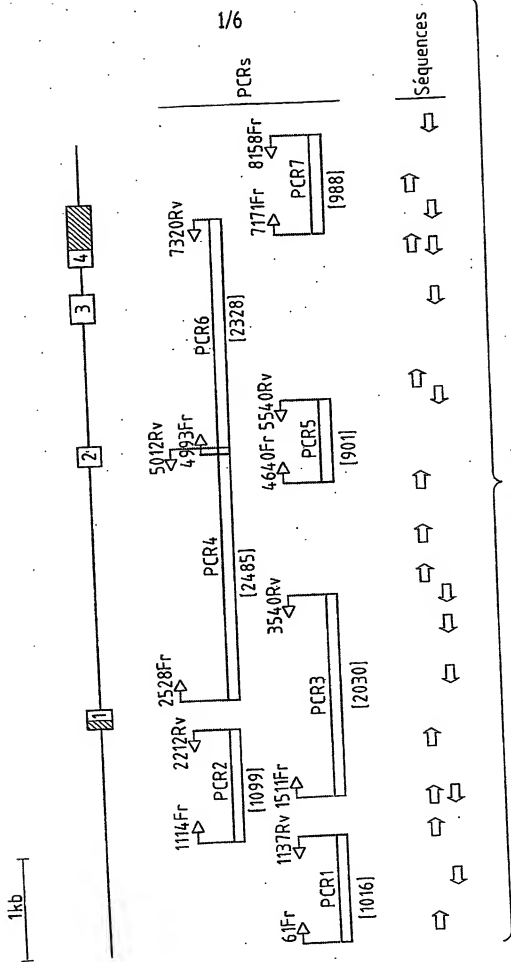 1/6
1kb
1
2
3
4
PCRs
1114Fr
2212Rv
PCR2
[1099]
2528Fr
PCR4
[2485]
5012Rv
4993Fr
PCR6
[2328]
7320Rv
61Fr
1137Rv
PCR1
[1016]
1511Fr
3540Rv
PCR3
[2030]
4640Fr
5540Rv
PCR5
[901]
7171Fr
8158Fr
PCR7
[988]
Séquences